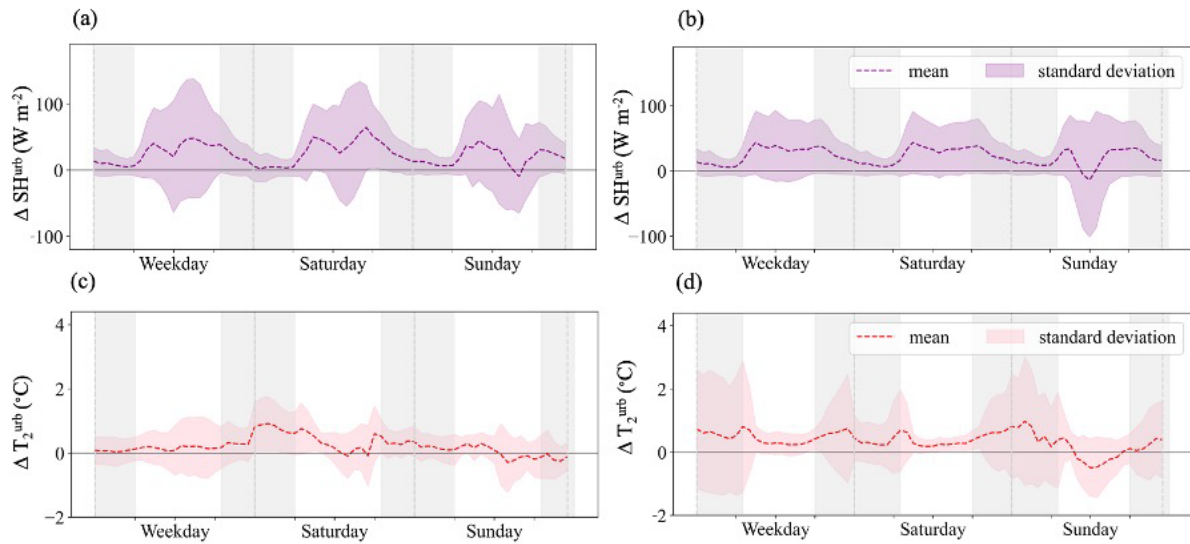 (a)
Δ SHᵘʳᵇ (W m⁻²)
100
0
-100
Weekday
Saturday
Sunday
(b)
Δ SHᵘʳᵇ (W m⁻²)
100
0
−100
mean
standard deviation
Weekday
Saturday
Sunday
(c)
Δ T₂ᵘʳᵇ (°C)
4
2
0
−2
Weekday
Saturday
Sunday
(d)
Δ T₂ᵘʳᵇ (°C)
4
2
0
−2
mean
standard deviation
Weekday
Saturday
Sunday